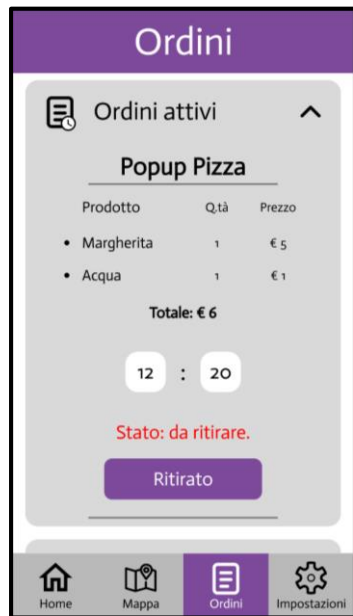 Ordini
Ordini attivi
Popup Pizza
Prodotto Q.tà Prezzo
• Margherita 1 € 5
• Acqua 1 € 1
Totale: € 6
12 : 20
Stato: da ritirare.
Ritirato
Home Mappa Ordini Impostazioni